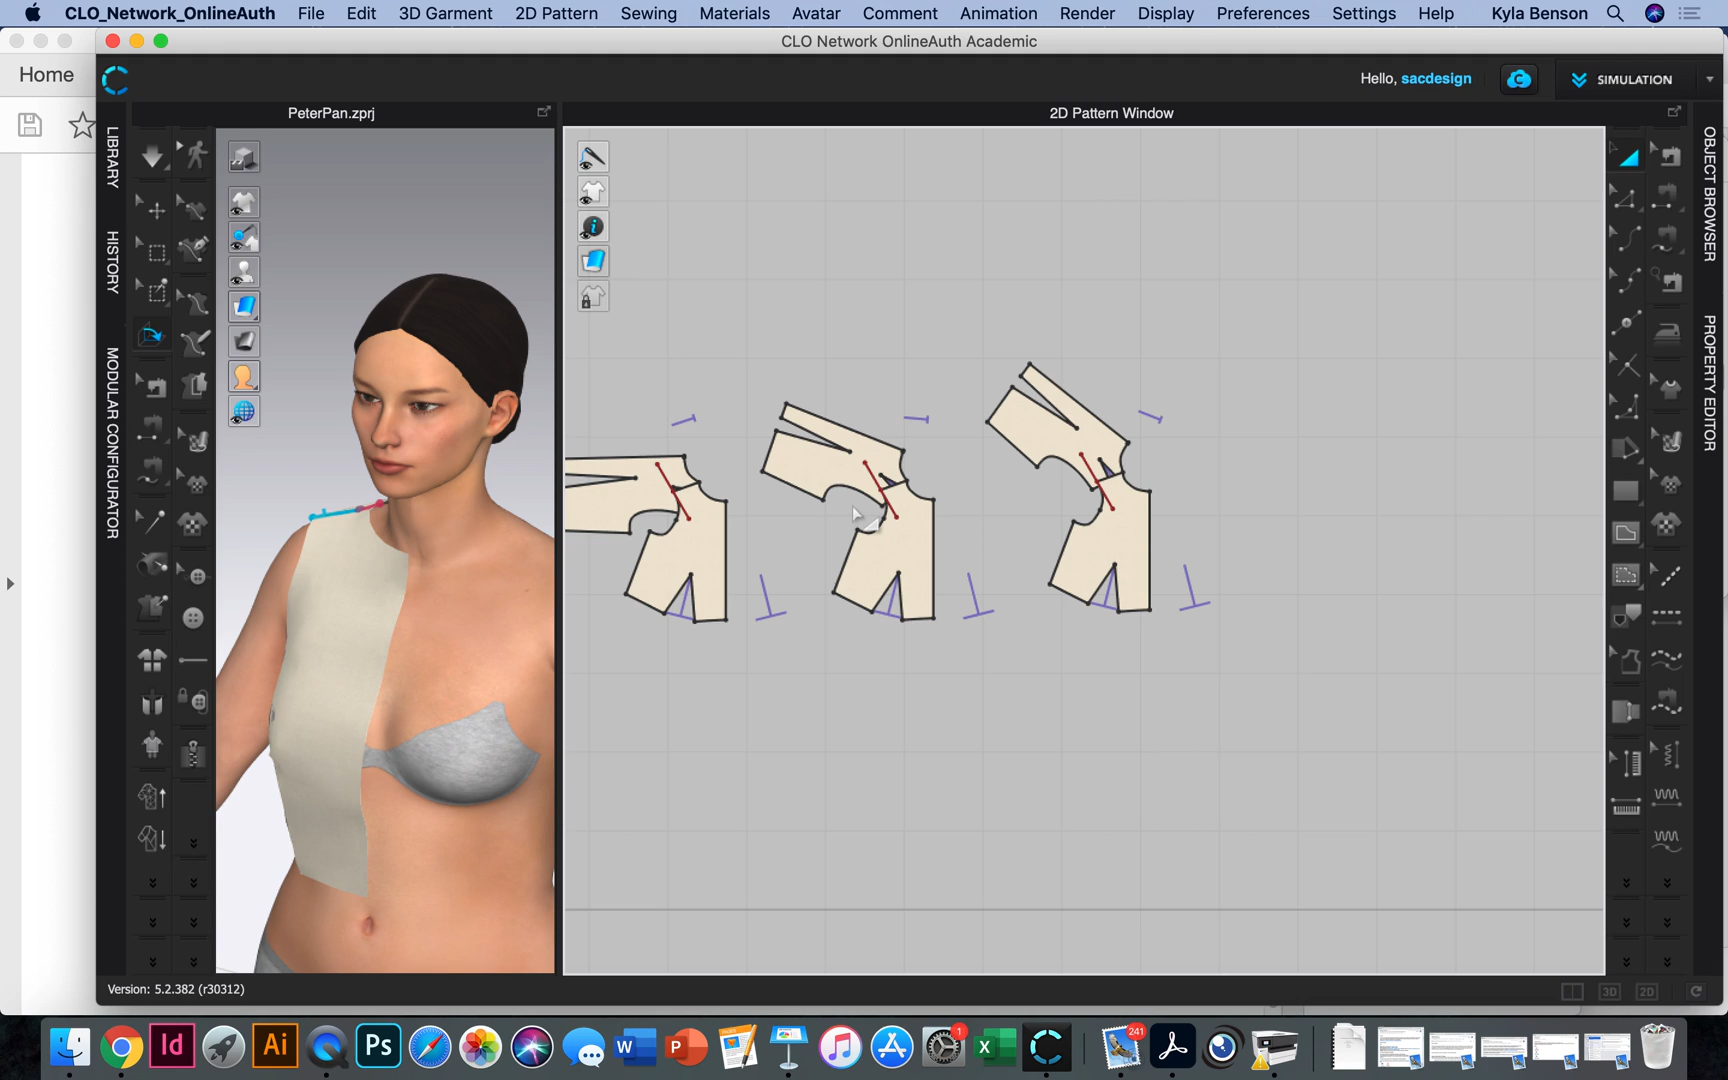 CLO_Network_OnlineAuth File Edit 3D Garment 2D Pattern Sewing Materials Avatar Comment Animation Render Display Preferences Settings Help Kyla Benson
CLO Network OnlineAuth Academic
Home
Hello, sacdesign
SIMULATION
PeterPan.zprj
2D Pattern Window
LIBRARY
HISTORY
MODULAR CONFIGURATOR
OBJECT BROWSER
PROPERTY EDITOR
Version: 5.2.382 (r30312)
3D
2D
Id
Ai
Ps
W
P
1
X
241